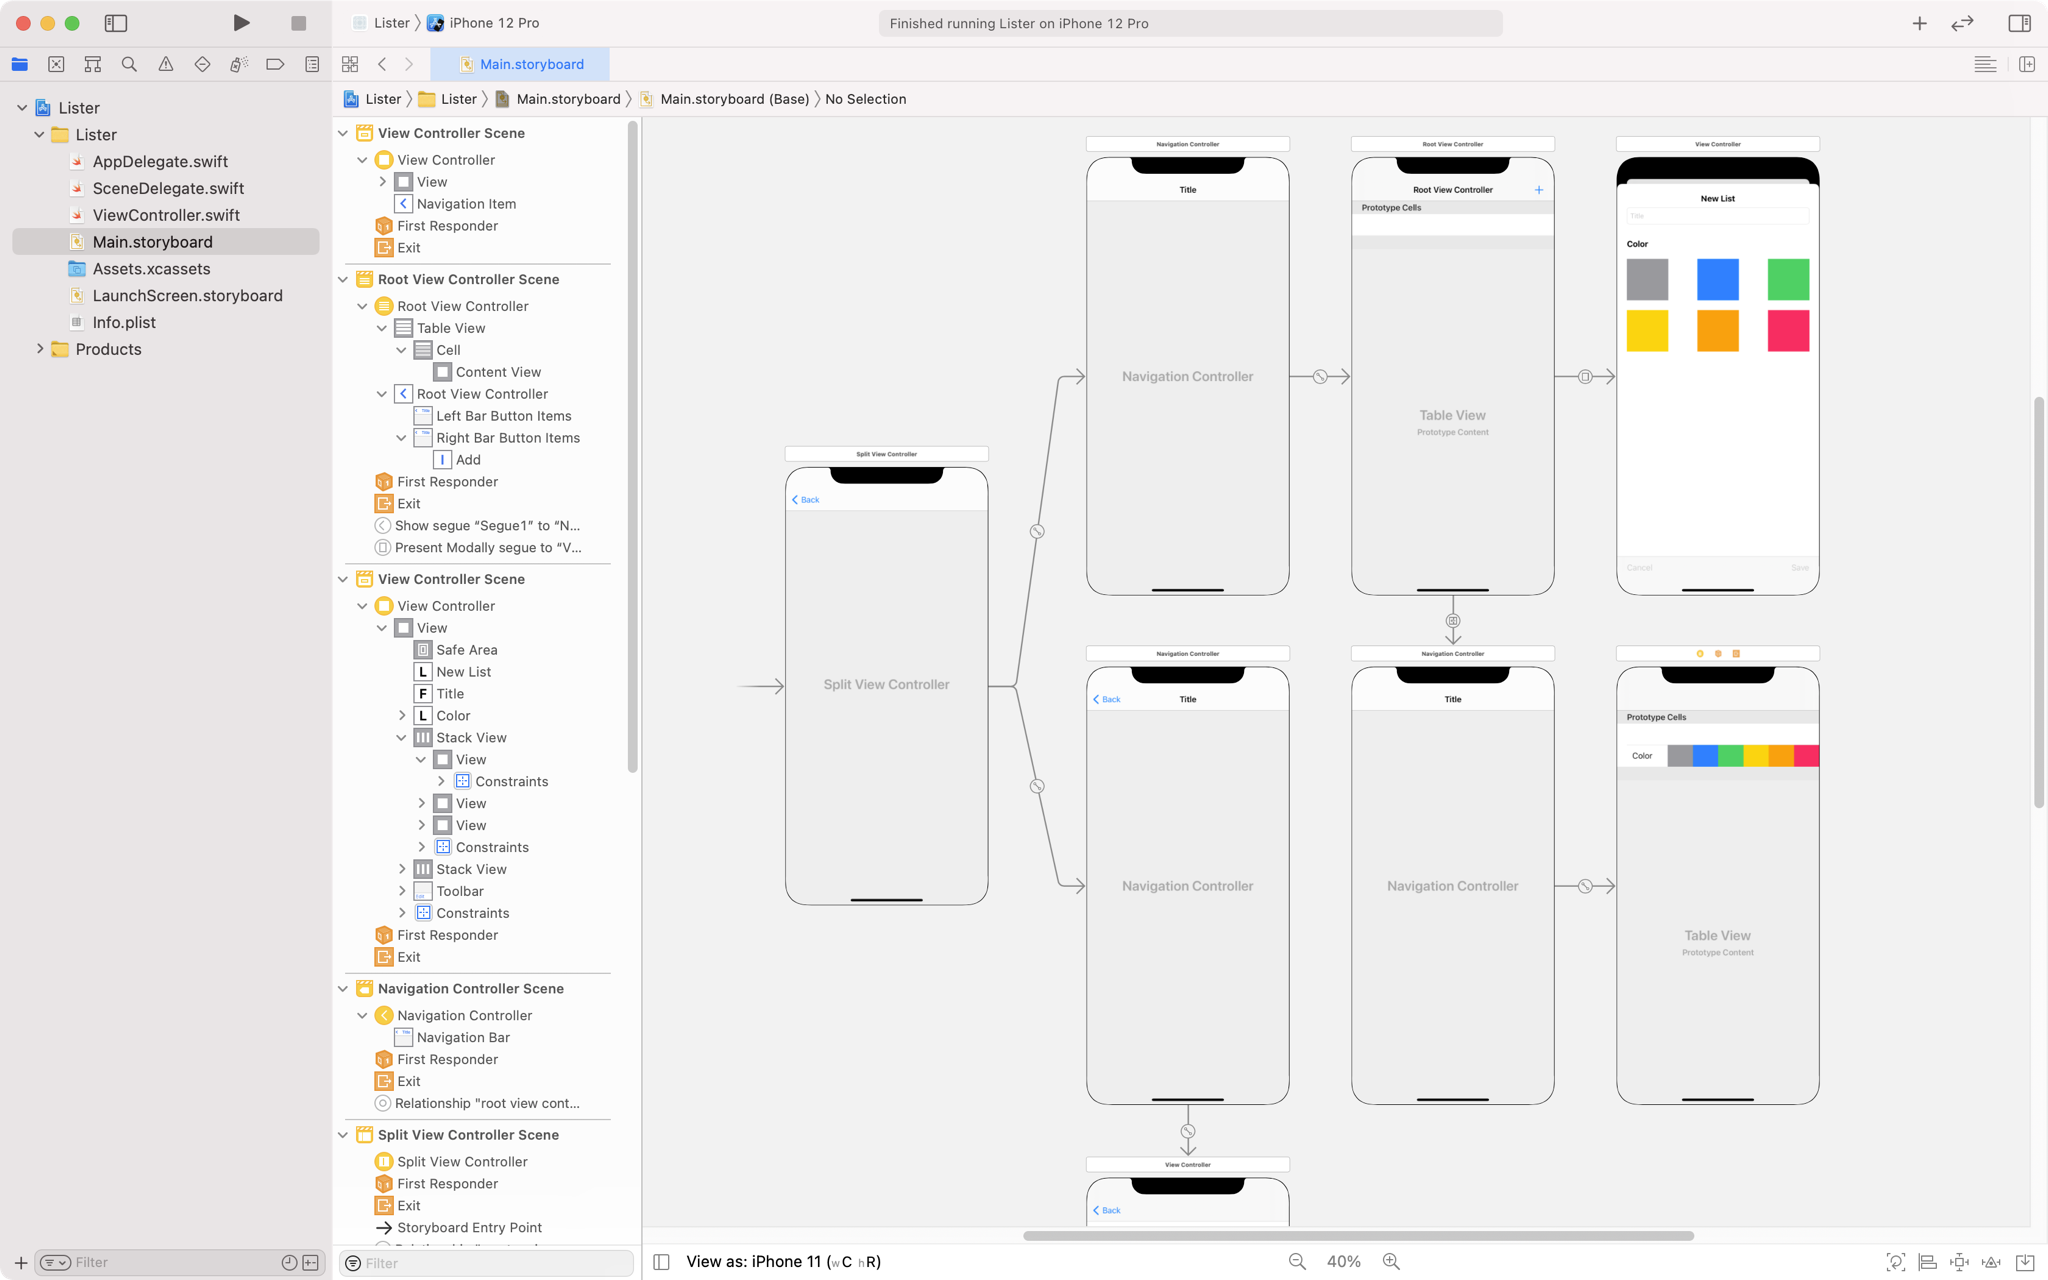 Lister
iPhone 12 Pro
Finished running Lister on iPhone 12 Pro
Main.storyboard
Lister
Lister
Main.storyboard
Main.storyboard (Base)
No Selection
Lister
Lister
AppDelegate.swift
SceneDelegate.swift
ViewController.swift
Main.storyboard
Assets.xcassets
LaunchScreen.storyboard
Info.plist
Products
Filter
View Controller Scene
View Controller
View
Navigation Item
First Responder
Exit
Root View Controller Scene
Root View Controller
Table View
Cell
Content View
Root View Controller
Left Bar Button Items
Right Bar Button Items
Add
First Responder
Exit
Show segue “Segue1” to “N...
Present Modally segue to “V...
View Controller Scene
View Controller
View
Safe Area
L New List
F Title
L Color
Stack View
View
Constraints
View
View
Constraints
Stack View
Toolbar
Constraints
First Responder
Exit
Navigation Controller Scene
Navigation Controller
Navigation Bar
First Responder
Exit
Relationship "root view cont...
Split View Controller Scene
Split View Controller
First Responder
Exit
Storyboard Entry Point
Filter
Split View Controller
Back
Split View Controller
Navigation Controller
Title
Navigation Controller
Root View Controller
Root View Controller
Prototype Cells
Table View
Prototype Content
View Controller
New List
Title
Color
Cancel
Save
Navigation Controller
Back
Title
Navigation Controller
Navigation Controller
Title
Navigation Controller
Prototype Cells
Color
Table View
Prototype Content
View Controller
Back
View as: iPhone 11 (wC hR)
40%